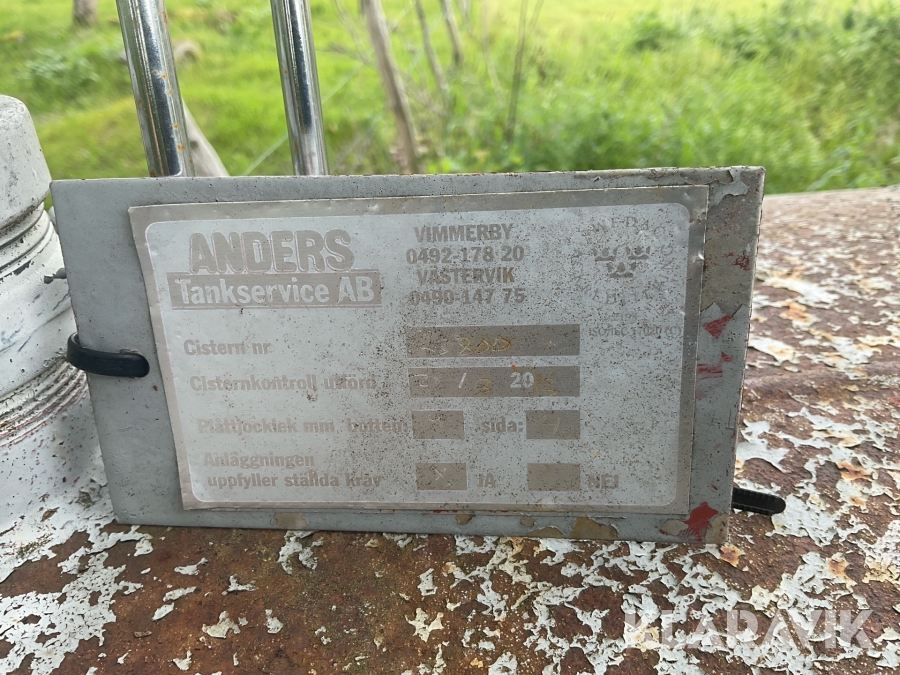 ANDERS
Tankservice AB
VIMMERBY
0492-178 20
VÄSTERVIK
0490-147 75
Cistern nr
Cisternkontroll utförd / 20
Plåttjocklek mm, botten: sida:
Anläggningen
uppfyller ställda krav JA NEJ
KLARAVIK